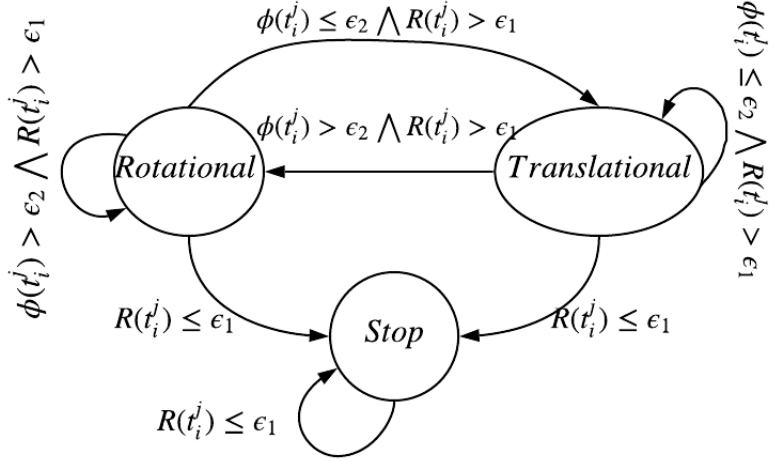 ϕ(t_i^j) ≤ ϵ_2 ⋀ R(t_i^j) > ϵ_1
ϕ(t_i^j) > ϵ_2 ⋀ R(t_i^j) > ϵ_1
ϕ(t_i^j) ≤ ϵ_2 ⋀ R(t_i^j) > ϵ_1
ϕ(t_i^j) > ϵ_2 ⋀ R(t_i^j) > ϵ_1
Rotational
Translational
R(t_i^j) ≤ ϵ_1
R(t_i^j) ≤ ϵ_1
Stop
R(t_i^j) ≤ ϵ_1